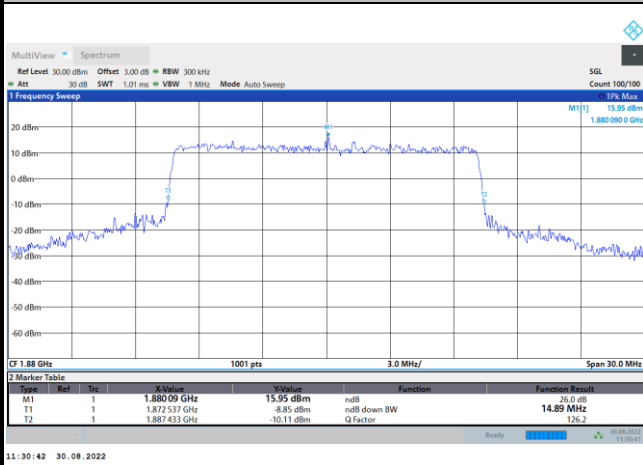 MultiView Spectrum
Ref Level 30.00 dBm Offset 3.00 dB RBW 300 kHz SGL
Att 30 dB SWT 1.01 ms VBW 1 MHz Mode Auto Sweep Count 100/100
1 Frequency Sweep 1Pk Max
M1[1] 15.95 dBm
1.880 090 0 GHz
20 dBm
M1
10 dBm
0 dBm
T1
T2
-10 dBm
-20 dBm
-30 dBm
-40 dBm
-50 dBm
-60 dBm
CF 1.88 GHz 1001 pts 3.0 MHz/ Span 30.0 MHz
2 Marker Table
Type Ref Trc X-Value Y-Value Function Function Result
M1 1 1.880 09 GHz 15.95 dBm ndB 26.0 dB
T1 1 1.872 537 GHz -8.85 dBm ndB down BW 14.89 MHz
T2 1 1.887 433 GHz -10.11 dBm Q Factor 126.2
Ready 30.08.2022
11:30:41
11:30:42 30.08.2022